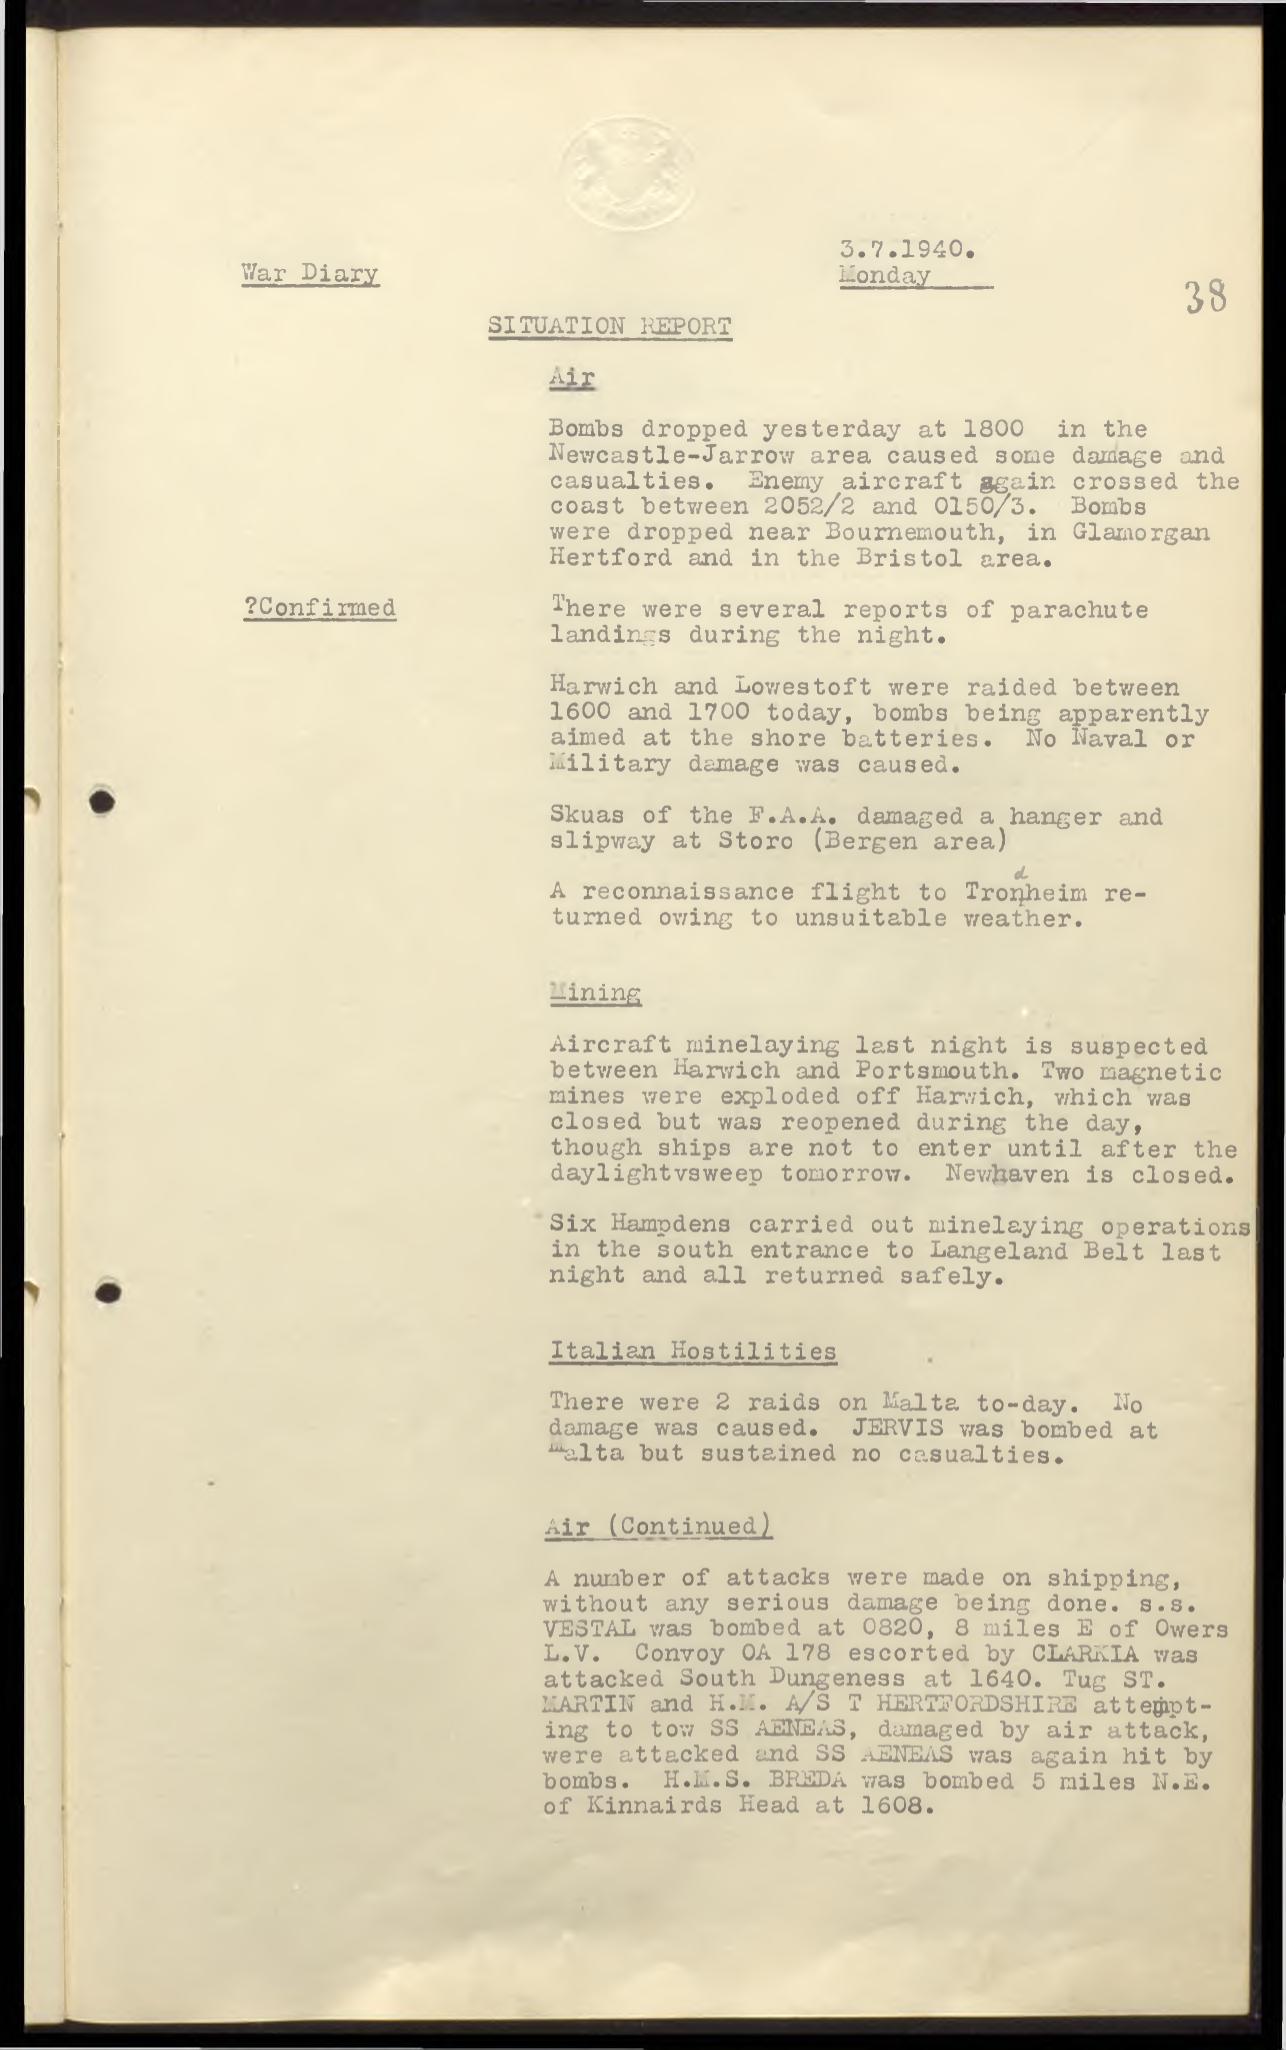 3.7.1940.
War Diary
Monday
38
SITUATION REPORT
Air
Bombs dropped yesterday at 1800 in the
Newcastle-Jarrow area caused some damage and
casualties. Enemy aircraft again crossed the
coast between 2052/2 and 0150/3. Bombs
were dropped near Bournemouth, in Glamorgan
Hertford and in the Bristol area.
?Confirmed
There were several reports of parachute
landings during the night.
Harwich and Lowestoft were raided between
1600 and 1700 today, bombs being apparently
aimed at the shore batteries. No Naval or
Military damage was caused.
Skuas of the F.A.A. damaged a hanger and
slipway at Storo (Bergen area)
A reconnaissance flight to Trondheim re-
turned owing to unsuitable weather.
Mining
Aircraft minelaying last night is suspected
between Harwich and Portsmouth. Two magnetic
mines were exploded off Harwich, which was
closed but was reopened during the day,
though ships are not to enter until after the
daylightvsweep tomorrow. Newhaven is closed.
Six Hampdens carried out minelaying operations
in the south entrance to Langeland Belt last
night and all returned safely.
Italian Hostilities
There were 2 raids on Malta to-day. No
damage was caused. JERVIS was bombed at
Malta but sustained no casualties.
Air (Continued)
A number of attacks were made on shipping,
without any serious damage being done. s.s.
VESTAL was bombed at 0820, 8 miles E of Owers
L.V. Convoy OA 178 escorted by CLARKIA was
attacked South Dungeness at 1640. Tug ST.
MARTIN and H.M. A/S T HERTFORDSHIRE attempt-
ing to tow SS AENEAS, damaged by air attack,
were attacked and SS AENEAS was again hit by
bombs. H.M.S. BREDA was bombed 5 miles N.E.
of Kinnairds Head at 1608.